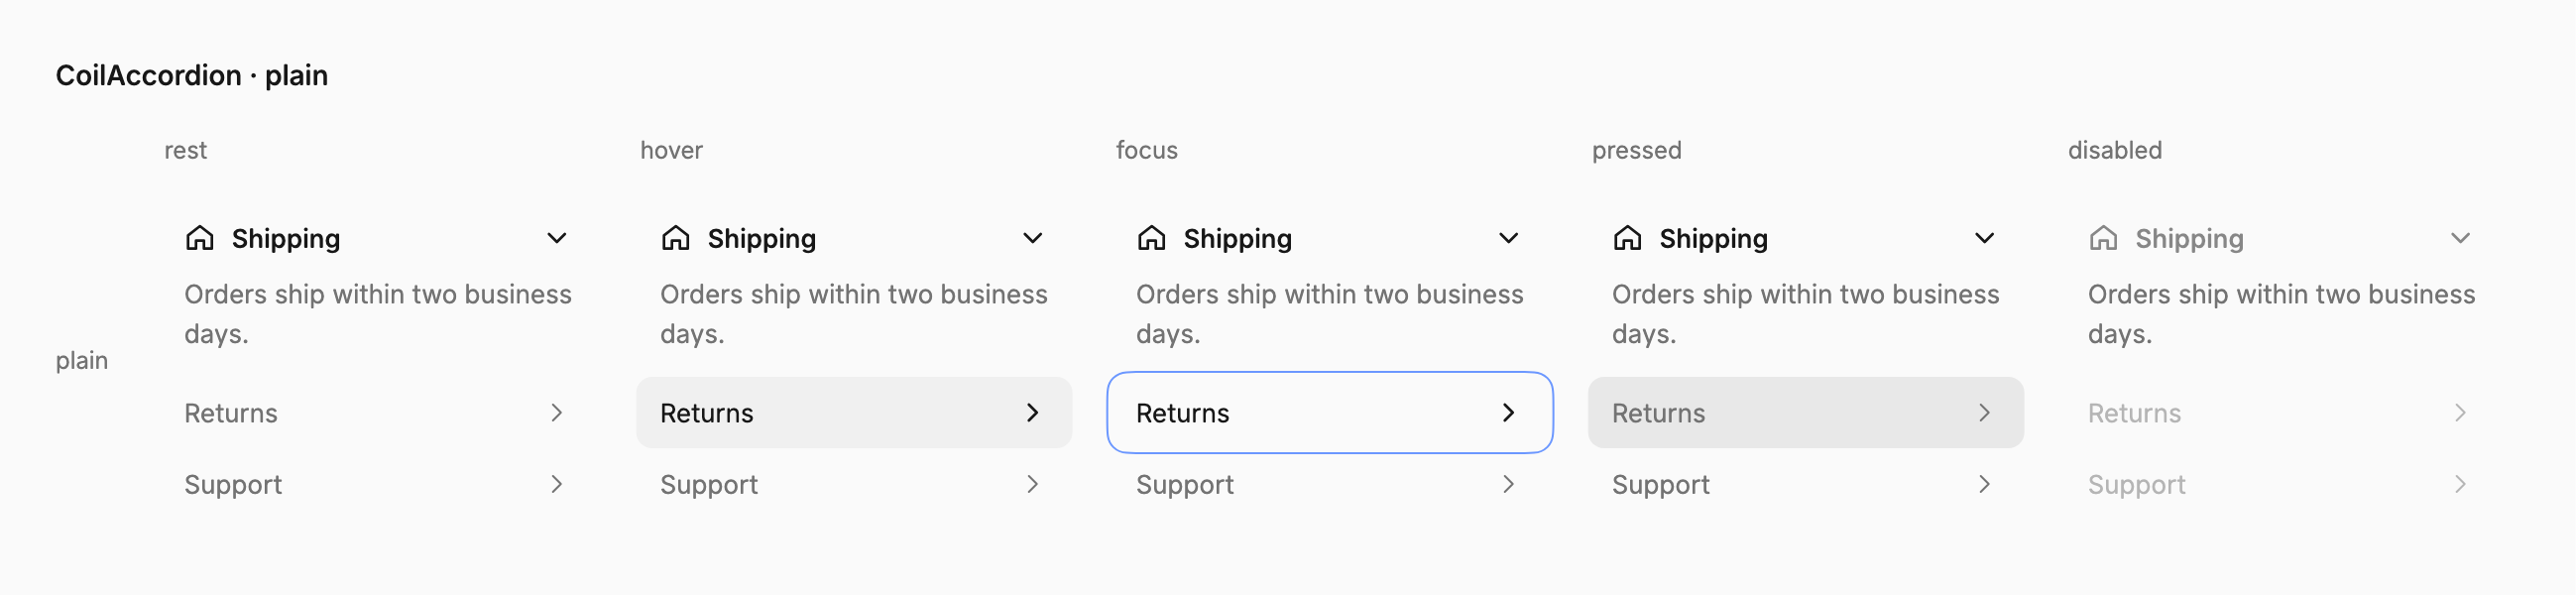 CoilAccordion · plain
rest
hover
focus
pressed
disabled
plain
Shipping
Orders ship within two business
days.
Returns
Support
Shipping
Orders ship within two business
days.
Returns
Support
Shipping
Orders ship within two business
days.
Returns
Support
Shipping
Orders ship within two business
days.
Returns
Support
Shipping
Orders ship within two business
days.
Returns
Support